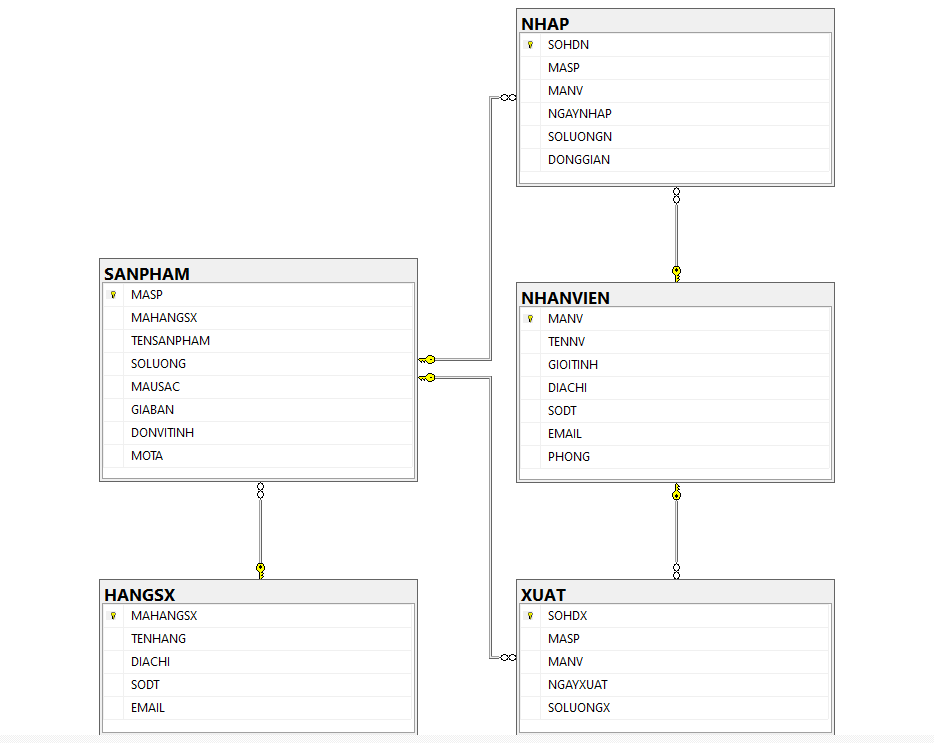 NHAP
SOHDN
MASP
MANV
NGAYNHAP
SOLUONGN
DONGGIAN
SANPHAM
MASP
MAHANGSX
TENSANPHAM
SOLUONG
MAUSAC
GIABAN
DONVITINH
MOTA
NHANVIEN
MANV
TENNV
GIOITINH
DIACHI
SODT
EMAIL
PHONG
HANGSX
MAHANGSX
TENHANG
DIACHI
SODT
EMAIL
XUAT
SOHDX
MASP
MANV
NGAYXUAT
SOLUONGX